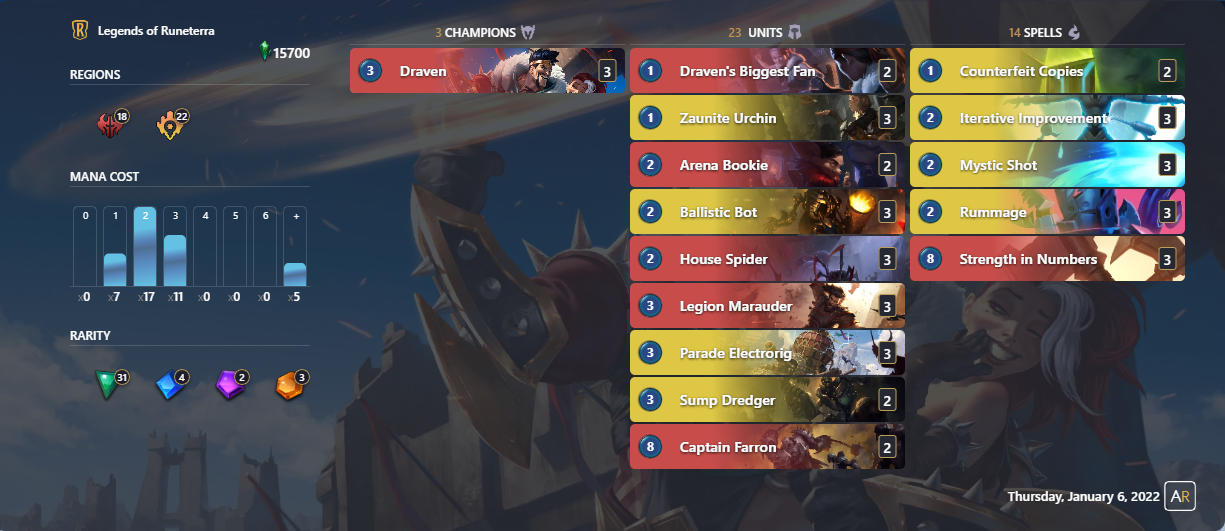 Legends of Runeterra
15700
REGIONS
18
22
MANA COST
0 1 2 3 4 5 6 +
x0 x7 x17 x11 x0 x0 x0 x5
RARITY
31
4
2
3
3 CHAMPIONS
3 Draven 3
23 UNITS
1 Draven's Biggest Fan 2
1 Zaunite Urchin 3
2 Arena Bookie 2
2 Ballistic Bot 3
2 House Spider 3
3 Legion Marauder 3
3 Parade Electrorig 3
3 Sump Dredger 2
8 Captain Farron 2
14 SPELLS
1 Counterfeit Copies 2
2 Iterative Improvement 3
2 Mystic Shot 3
2 Rummage 3
8 Strength in Numbers 3
Thursday, January 6, 2022 AR